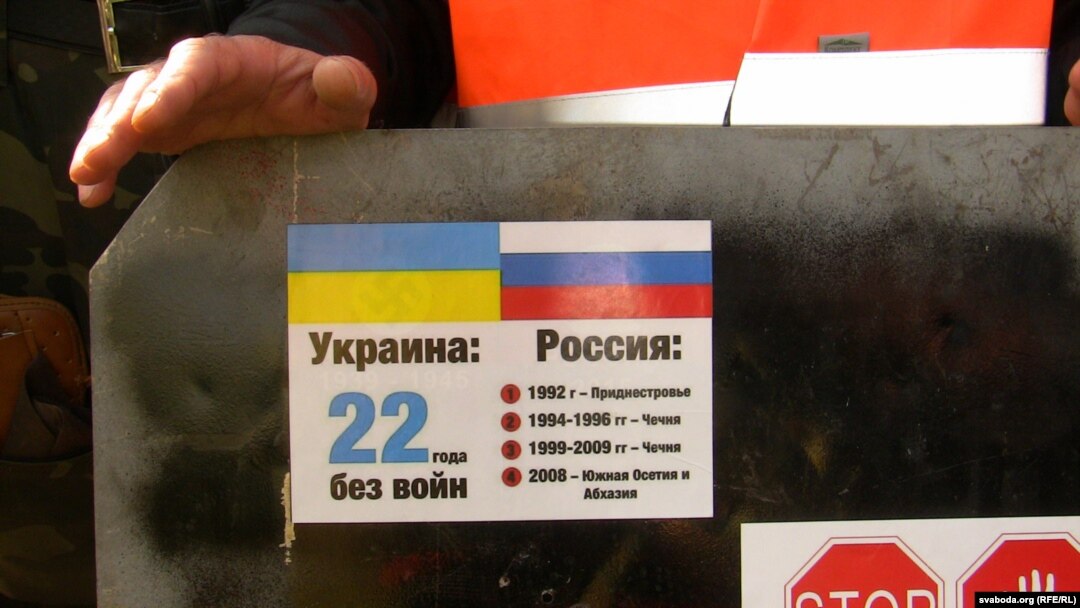 Украина:
22 года
без войн
Россия:
1 1992 г – Приднестровье
2 1994-1996 гг – Чечня
3 1999-2009 гг – Чечня
4 2008 – Южная Осетия и
Абхазия
STOP
svaboda.org (RFE/RL)